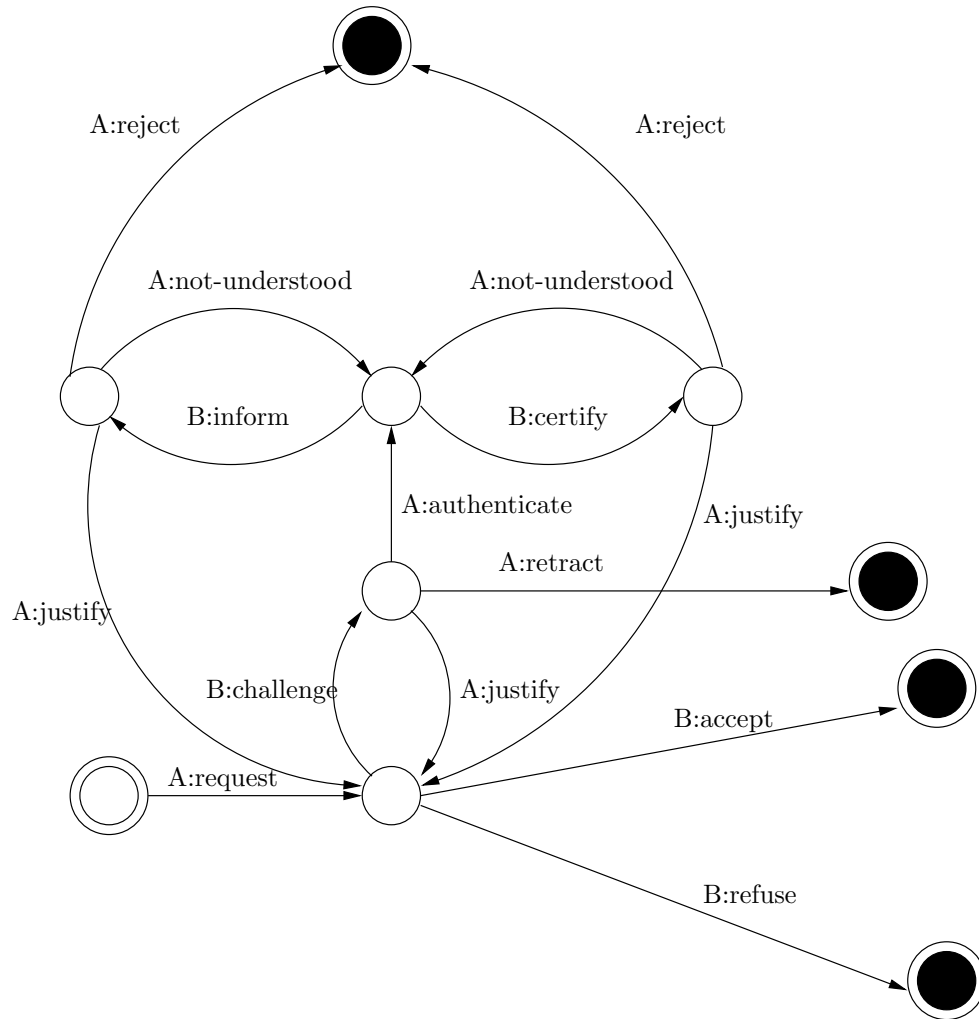 A:reject
A:reject
A:not-understood
A:not-understood
B:inform
B:certify
A:authenticate
A:justify
A:retract
A:justify
B:challenge
A:justify
B:accept
A:request
B:refuse